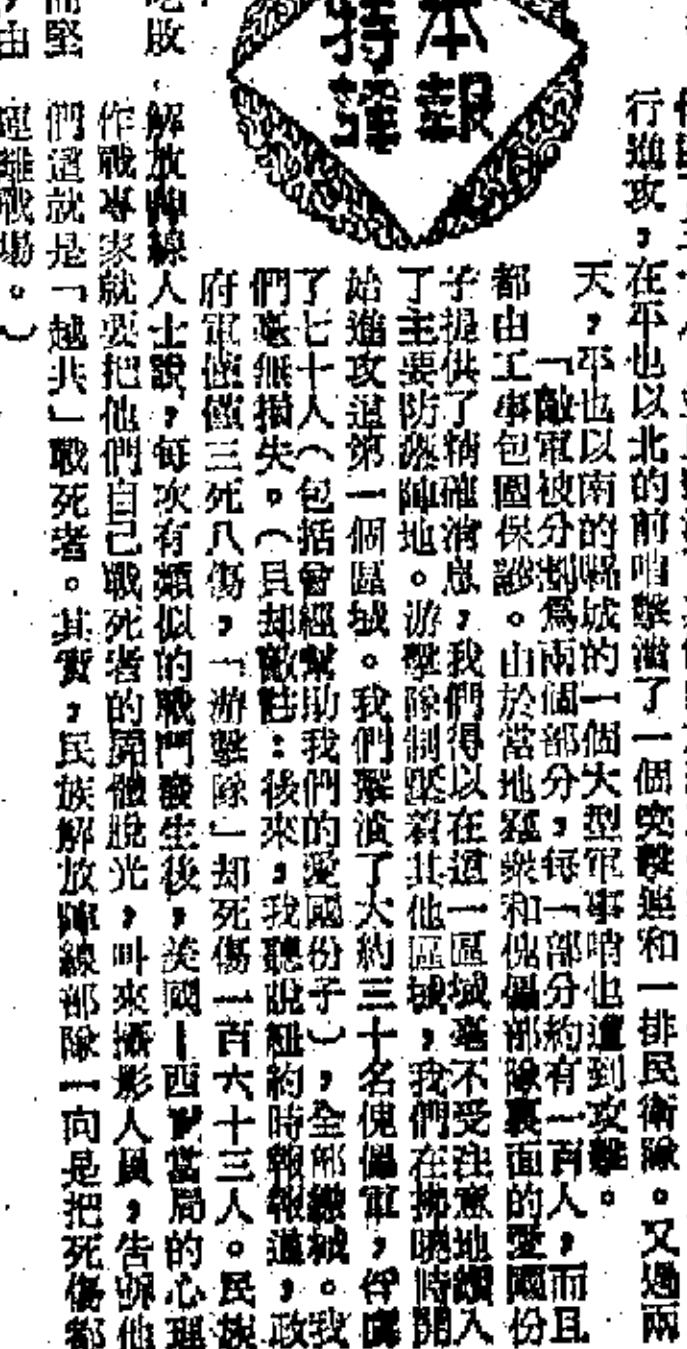 行進攻,在平也以北的前哨擊潰了一個突擊連和一排民衛隊。又過兩
天,平也以南的縣城的一個大型軍事哨也遭到攻擊。
「敵軍被分割爲兩個部分,每一部分約有一百人,而且
都由工事包圍保護。由於當地羣衆和傀儡部隊裏面的愛國份
子提供了精確消息,我們得以在這一區域毫不受注意地鑽入
了主要防禦陣地。游擊隊制壓着其他區域,我們在拂曉時開
始進攻這第一個區域。我們擊潰了大約三十名傀儡軍,俘虜
了七十人(包括曾經幫助我們的愛國份子),全部繳械。我
們毫無損失。(貝却敵註:後來,我聽說紐約時報報道,政
府軍僅僅三死八傷,「游擊隊」却死傷一百六十三人。民族
解放陣線人士說,每次有類似的戰鬥發生後,美國—西貢當局的心理
作戰專家就要把他們自己戰死者的屍體脫光,叫來攝影人員,告訴他
們這就是「越共」戰死者。其實,民族解放陣線部隊一向是把死傷都
運離戰場。)
本報
特譯
而緊
由